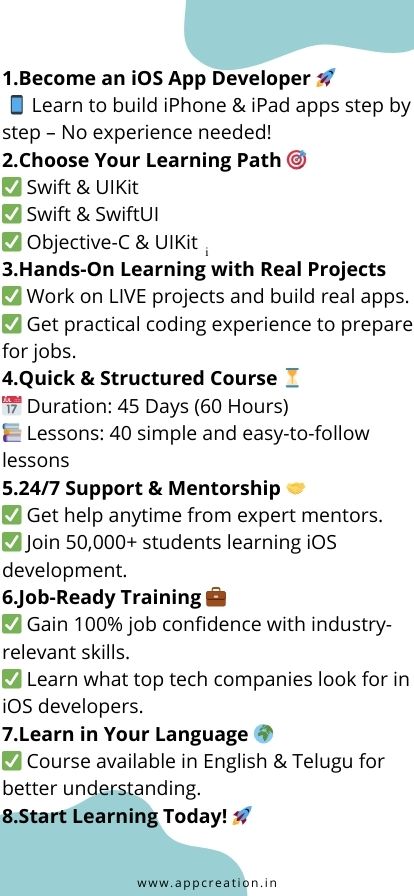 1.Become an iOS App Developer 🚀
📱 Learn to build iPhone & iPad apps step by
step – No experience needed!
2.Choose Your Learning Path 🎯
✅ Swift & UIKit
✅ Swift & SwiftUI
✅ Objective-C & UIKit i
3.Hands-On Learning with Real Projects
✅ Work on LIVE projects and build real apps.
✅ Get practical coding experience to prepare
for jobs.
4.Quick & Structured Course ⏳
📅 Duration: 45 Days (60 Hours)
📚 Lessons: 40 simple and easy-to-follow
lessons
5.24/7 Support & Mentorship 🤝
✅ Get help anytime from expert mentors.
✅ Join 50,000+ students learning iOS
development.
6.Job-Ready Training 💼
✅ Gain 100% job confidence with industry-
relevant skills.
✅ Learn what top tech companies look for in
iOS developers.
7.Learn in Your Language 🌍
✅ Course available in English & Telugu for
better understanding.
8.Start Learning Today! 🚀
www.appcreation.in